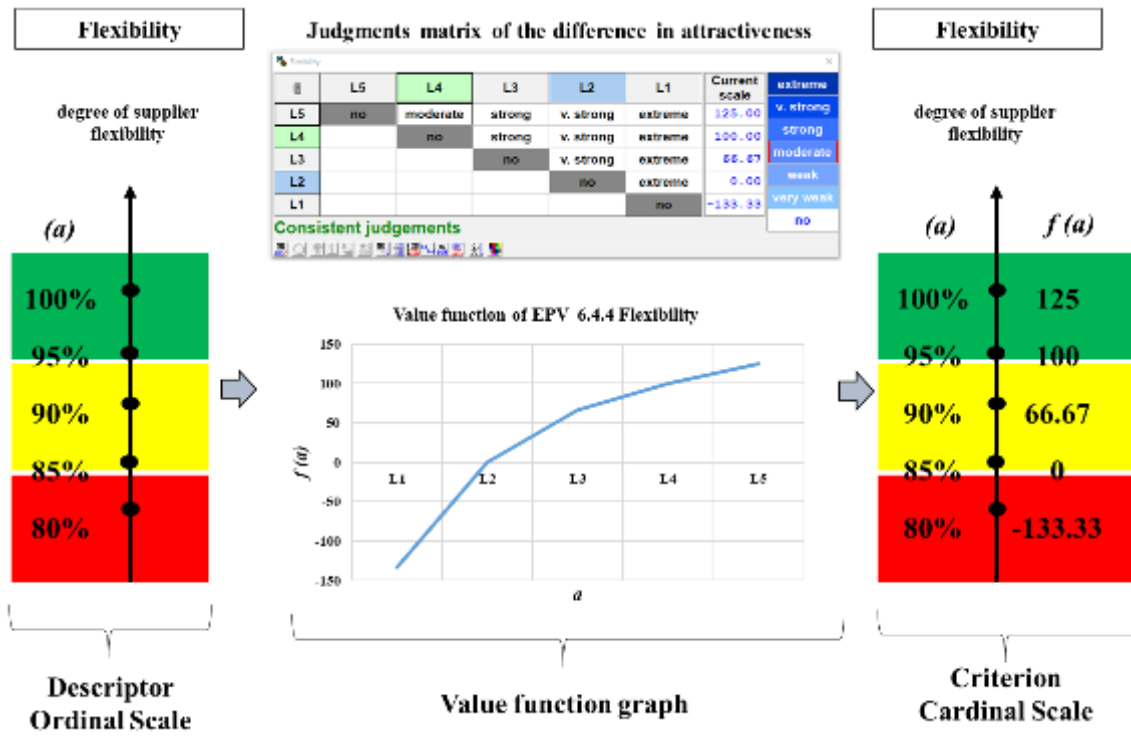 Flexibility
degree of supplier
flexibility
(a)
100%
95%
90%
85%
80%
Descriptor
Ordinal Scale
Judgments matrix of the difference in attractiveness
L5 L4 L3 L2 L1 Current scale
L5 no moderate strong v. strong extreme 125.00
L4 no strong v. strong extreme 100.00
L3 no v. strong extreme 66.67
L2 no extreme 0.00
L1 no -133.33
extreme
v. strong
strong
moderate
weak
very weak
no
Consistent judgements
Value function of EPV 6.4.4 Flexibility
f (a)
150
100
50
0
-50
-100
-150
L1 L2 L3 L4 L5
a
Value function graph
Flexibility
degree of supplier
flexibility
(a) f (a)
100% 125
95% 100
90% 66.67
85% 0
80% -133.33
Criterion
Cardinal Scale